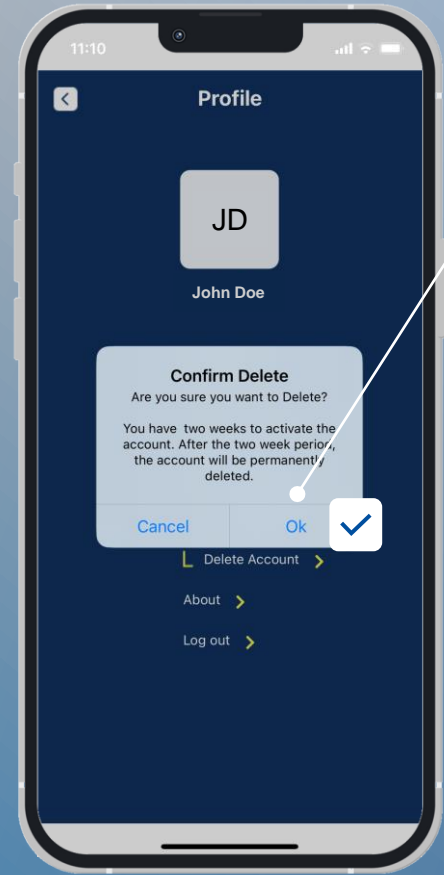 11:10
Profile
JD
John Doe
Confirm Delete
Are you sure you want to Delete?
You have  two weeks to activate the
account. After the two week period,
the account will be permanently
deleted.
Cancel
Ok
Delete Account
About
Log out